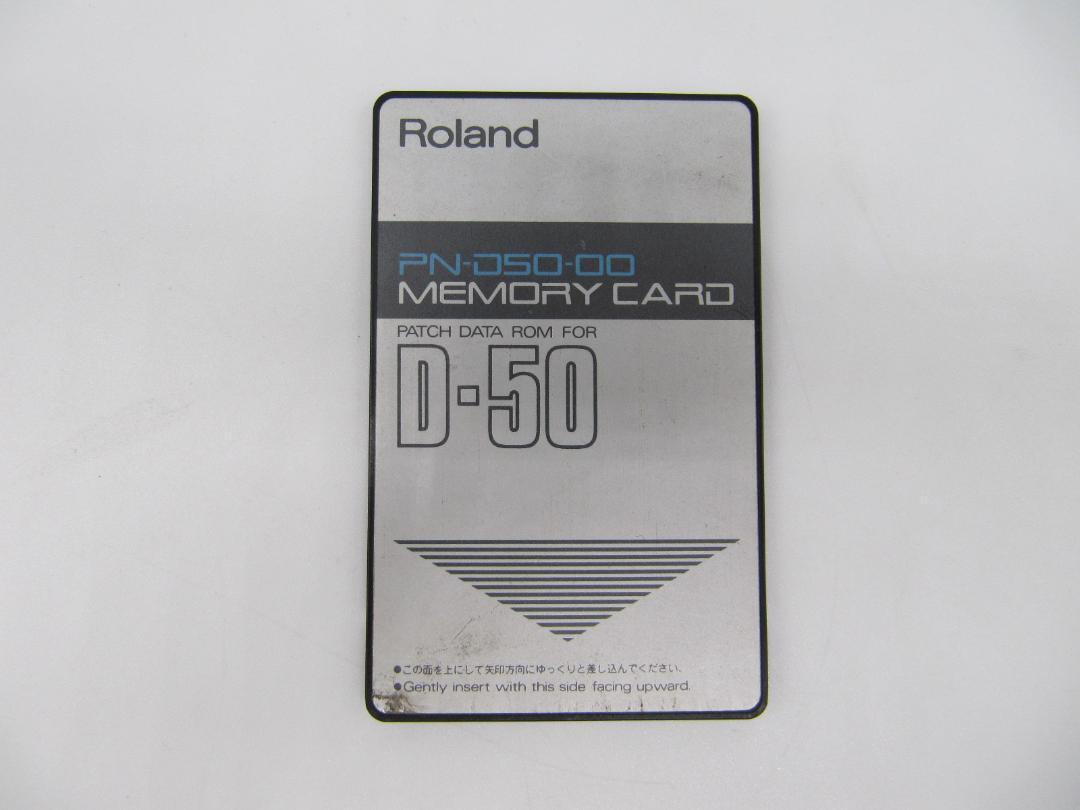 Roland
PN-D50-00
MEMORY CARD
PATCH DATA ROM FOR
D-50
●この面を上にして矢印方向にゆっくりと差し込んでください。
●Gently insert with this side facing upward.